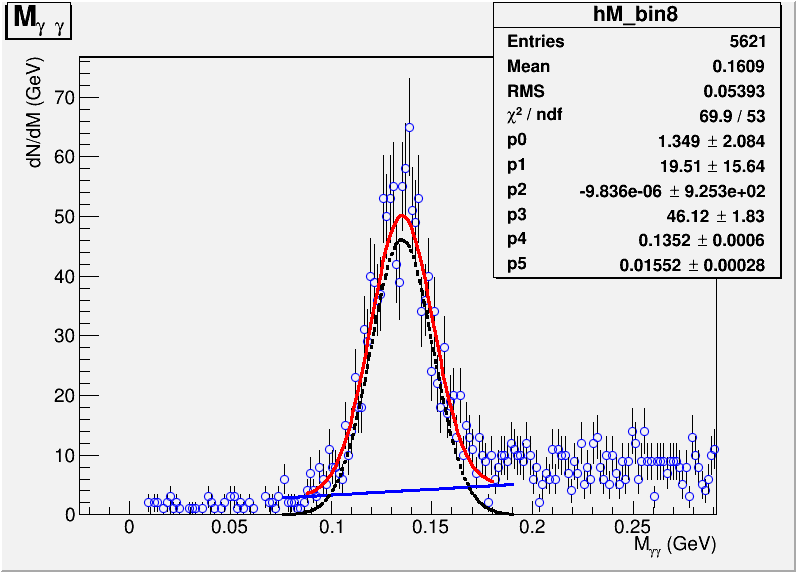 M γ γ
hM_bin8
Entries 5621
Mean 0.1609
RMS 0.05393
χ² / ndf 69.9 / 53
p0 1.349 ± 2.084
p1 19.51 ± 15.64
p2 -9.836e-06 ± 9.253e+02
p3 46.12 ± 1.83
p4 0.1352 ± 0.0006
p5 0.01552 ± 0.00028
dN/dM (GeV)
70
60
50
40
30
20
10
0
0 0.05 0.1 0.15 0.2 0.25
Mγγ (GeV)